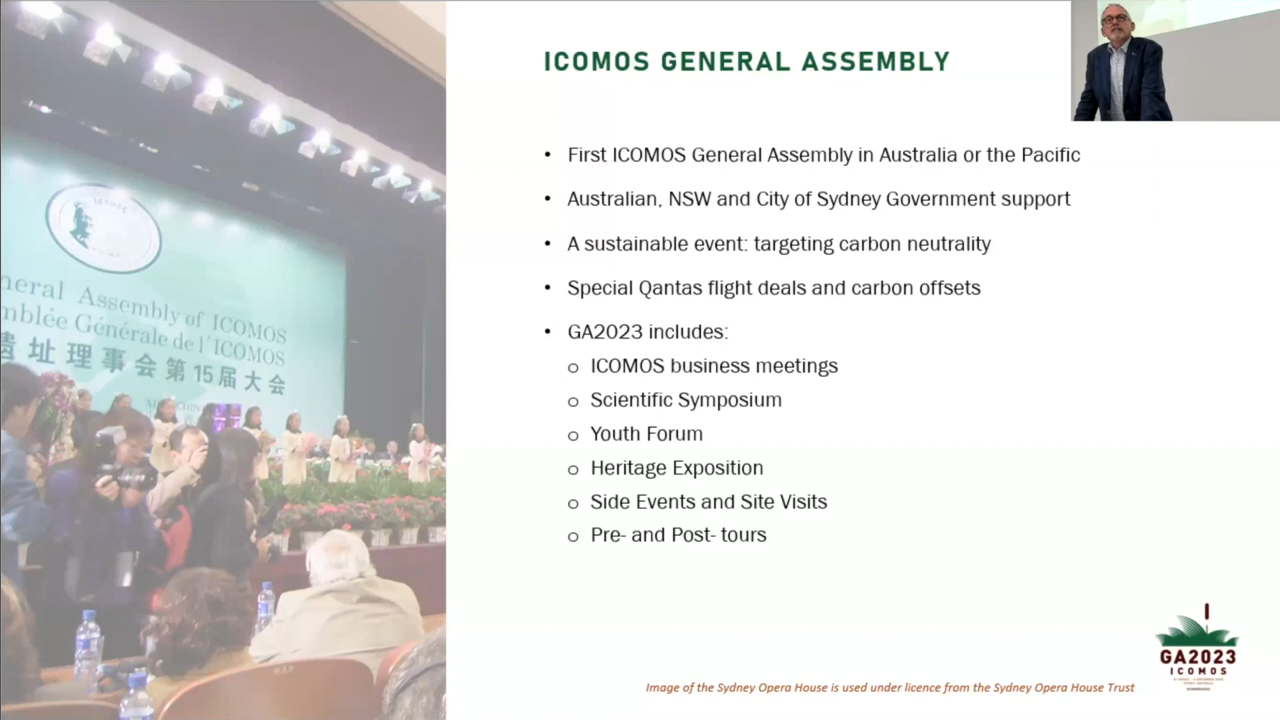 ICOMOS GENERAL ASSEMBLY
• First ICOMOS General Assembly in Australia or the Pacific
• Australian, NSW and City of Sydney Government support
• A sustainable event: targeting carbon neutrality
• Special Qantas flight deals and carbon offsets
• GA2023 includes:
o ICOMOS business meetings
o Scientific Symposium
o Youth Forum
o Heritage Exposition
o Side Events and Site Visits
o Pre- and Post- tours
icomos
neral Assembly of ICOMOS
mblée Générale de l'ICOMOS
遗址理事会第15届大会
GA2023
ICOMOS
Image of the Sydney Opera House is used under licence from the Sydney Opera House Trust